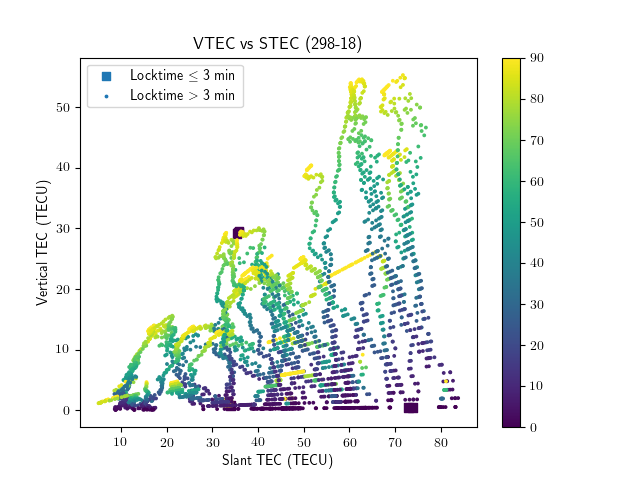 VTEC vs STEC (298-18)
Locktime ≤ 3 min
Locktime > 3 min
Vertical TEC (TECU)
50
40
30
20
10
0
10 20 30 40 50 60 70 80
Slant TEC (TECU)
90
80
70
60
50
40
30
20
10
0